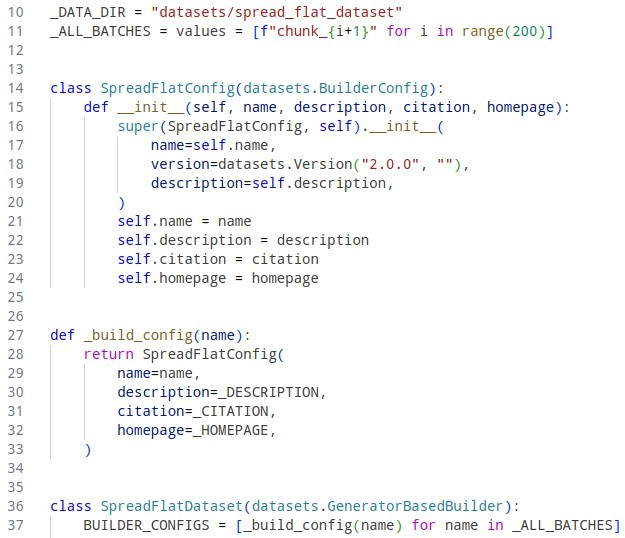 10 _DATA_DIR = "datasets/spread_flat_dataset"
11 _ALL_BATCHES = values = [f"chunk_{i+1}" for i in range(200)]
12
13
14 class SpreadFlatConfig(datasets.BuilderConfig):
15     def __init__(self, name, description, citation, homepage):
16         super(SpreadFlatConfig, self).__init__(
17             name=self.name,
18             version=datasets.Version("2.0.0", ""),
19             description=self.description,
20         )
21         self.name = name
22         self.description = description
23         self.citation = citation
24         self.homepage = homepage
25
26
27 def _build_config(name):
28     return SpreadFlatConfig(
29         name=name,
30         description=_DESCRIPTION,
31         citation=_CITATION,
32         homepage=_HOMEPAGE,
33     )
34
35
36 class SpreadFlatDataset(datasets.GeneratorBasedBuilder):
37     BUILDER_CONFIGS = [_build_config(name) for name in _ALL_BATCHES]